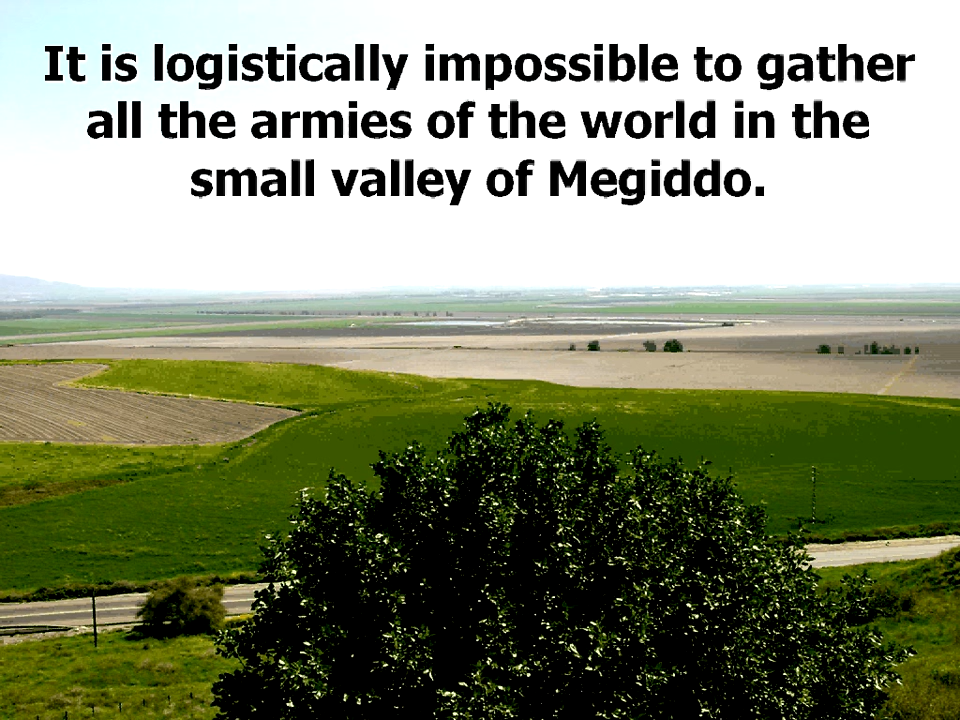 It is logistically impossible to gather
all the armies of the world in the
small valley of Megiddo.